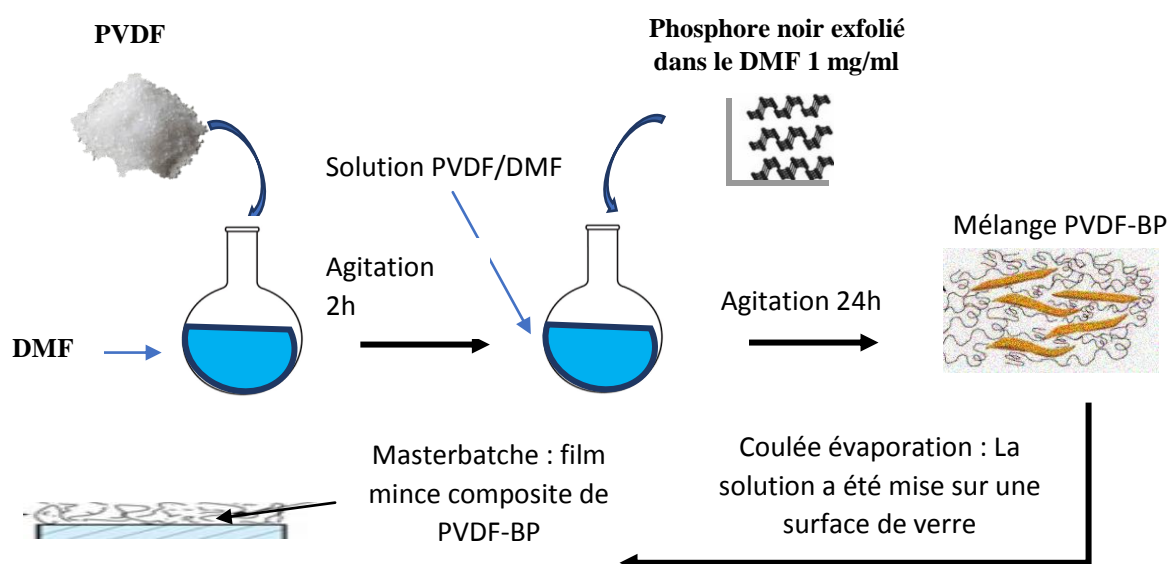 PVDF
Phosphore noir exfolié
dans le DMF 1 mg/ml
Solution PVDF/DMF
Mélange PVDF-BP
Agitation
2h
Agitation 24h
DMF
Masterbatche : film
mince composite de
PVDF-BP
Coulée évaporation : La
solution a été mise sur une
surface de verre